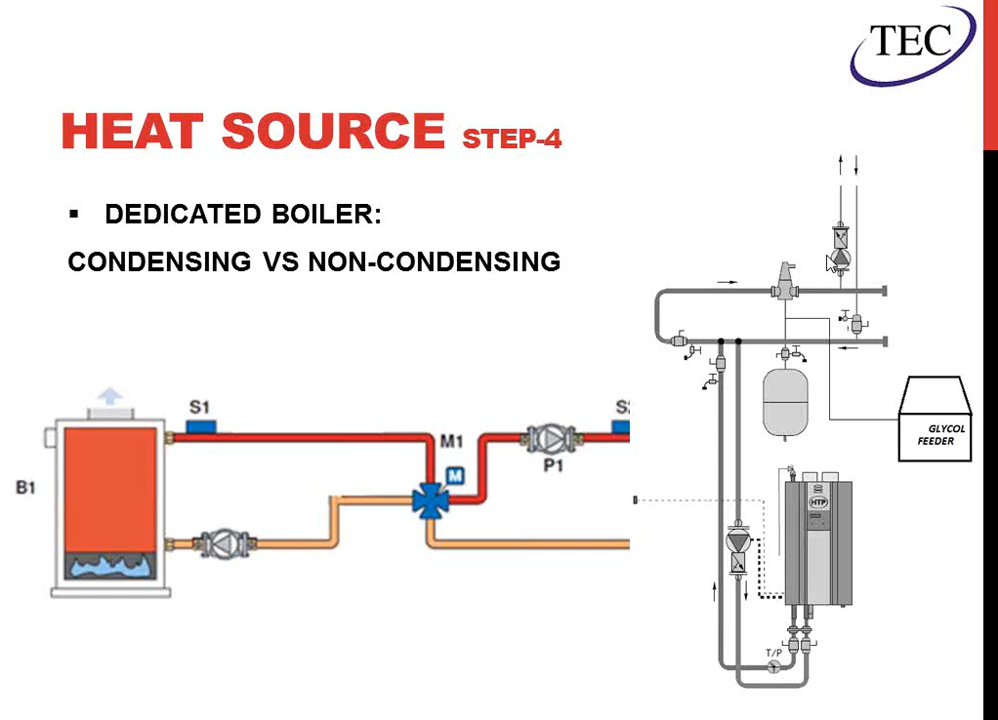 TEC
HEAT SOURCE STEP-4
▪ DEDICATED BOILER:
CONDENSING VS NON-CONDENSING
S1
M1
M
P1
B1
GLYCOL
FEEDER
HTP
T/P